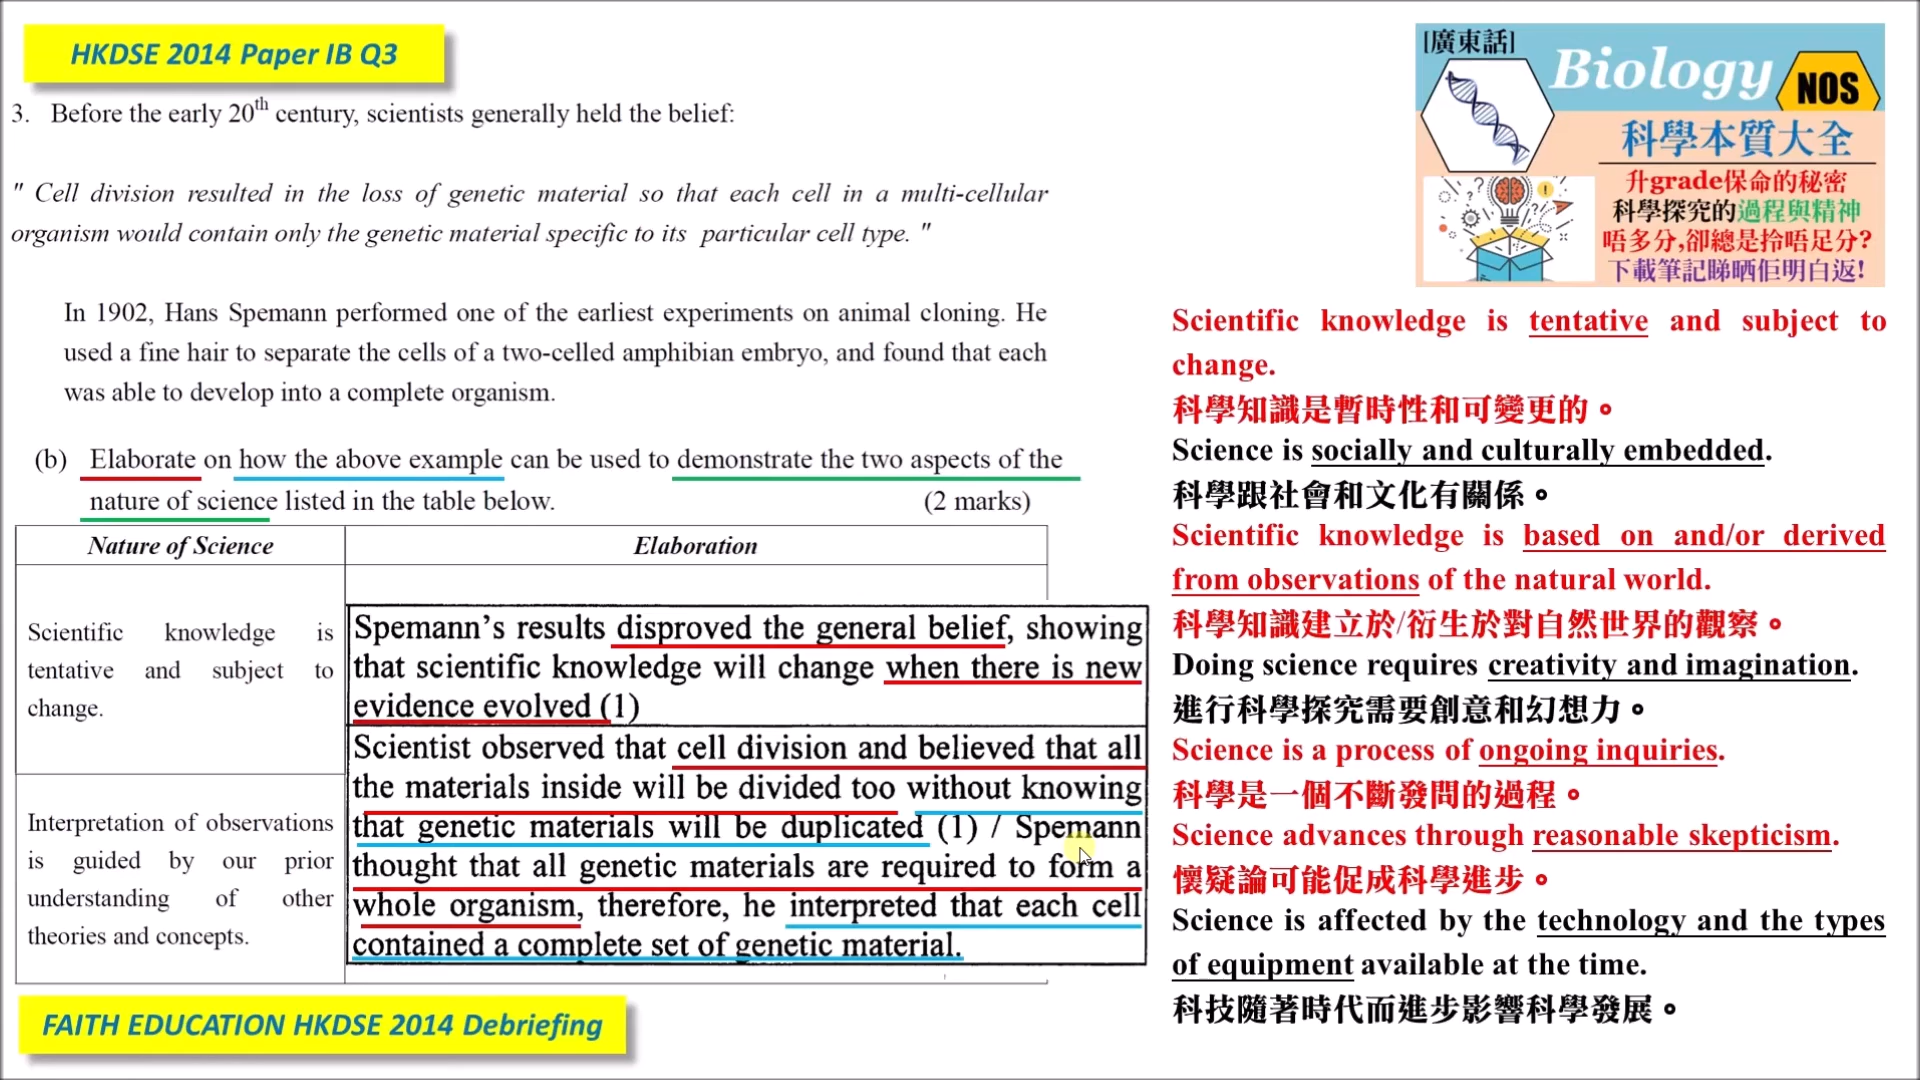 HKDSE 2014 Paper IB Q3
3. Before the early 20th century, scientists generally held the belief:
" Cell division resulted in the loss of genetic material so that each cell in a multi-cellular
organism would contain only the genetic material specific to its particular cell type. "
In 1902, Hans Spemann performed one of the earliest experiments on animal cloning. He
used a fine hair to separate the cells of a two-celled amphibian embryo, and found that each
was able to develop into a complete organism.
(b) Elaborate on how the above example can be used to demonstrate the two aspects of the
nature of science listed in the table below. (2 marks)
Nature of Science
Elaboration
Scientific knowledge is
tentative and subject to
change.
Spemann's results disproved the general belief, showing
that scientific knowledge will change when there is new
evidence evolved (1)
Interpretation of observations
is guided by our prior
understanding of other
theories and concepts.
Scientist observed that cell division and believed that all
the materials inside will be divided too without knowing
that genetic materials will be duplicated (1) / Spemann
thought that all genetic materials are required to form a
whole organism, therefore, he interpreted that each cell
contained a complete set of genetic material.
FAITH EDUCATION HKDSE 2014 Debriefing
[廣東話]
Biology
NOS
科學本質大全
升grade保命的秘密
科學探究的過程與精神
唔多分,卻總是拎唔足分?
下載筆記睇晒佢明白返!
Scientific knowledge is tentative and subject to
change.
科學知識是暫時性和可變更的。
Science is socially and culturally embedded.
科學跟社會和文化有關係。
Scientific knowledge is based on and/or derived
from observations of the natural world.
科學知識建立於/衍生於對自然世界的觀察。
Doing science requires creativity and imagination.
進行科學探究需要創意和幻想力。
Science is a process of ongoing inquiries.
科學是一個不斷發問的過程。
Science advances through reasonable skepticism.
懷疑論可能促成科學進步。
Science is affected by the technology and the types
of equipment available at the time.
科技隨著時代而進步影響科學發展。